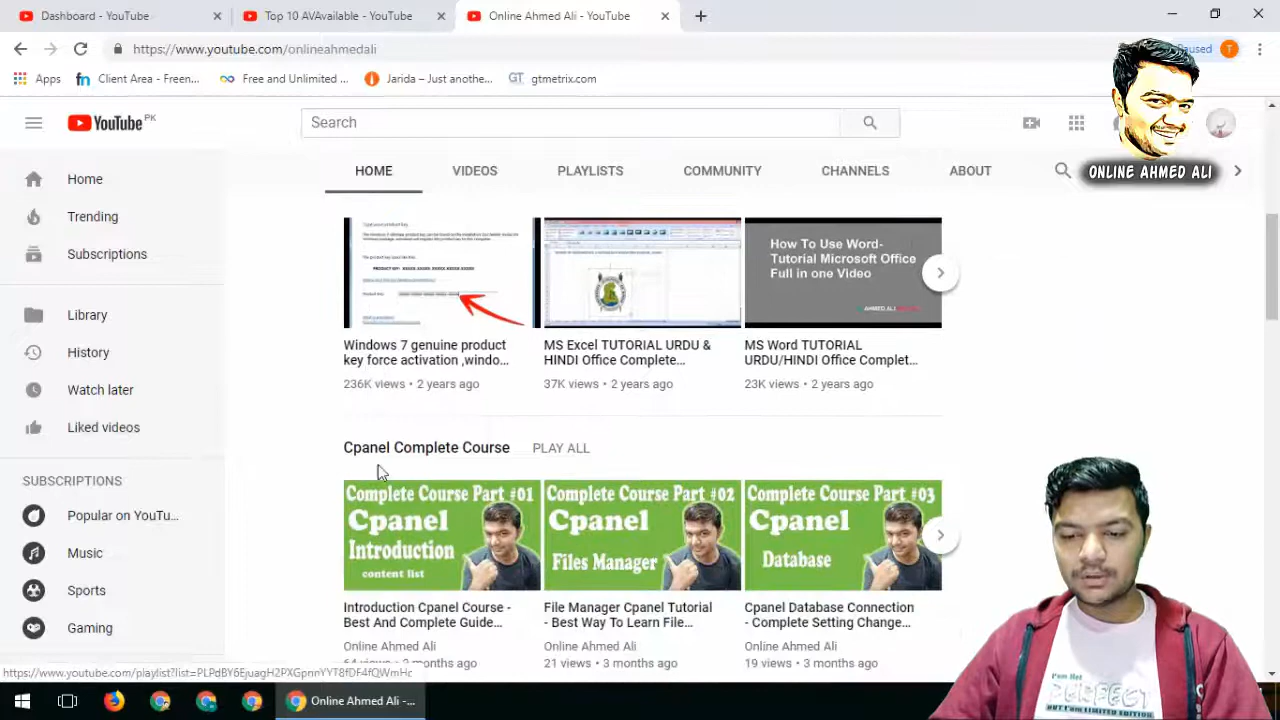 Dashboard - YouTube
Top 10 AVAvailable - YouTube
Online Ahmed Ali - YouTube
https://www.youtube.com/onlineahmedali
Paused
T
Apps
fn Client Area - Freen...
Free and Unlimited ...
Jarida – Just anothe...
GT gtmetrix.com
YouTube PK
Search
ONLINE AHMED ALI
HOME
VIDEOS
PLAYLISTS
COMMUNITY
CHANNELS
ABOUT
Home
Trending
Subscriptions
Library
History
Watch later
Liked videos
SUBSCRIPTIONS
Popular on YouTu...
Music
Sports
Gaming
How To Use Word-
Tutorial Microsoft Office
Full in one Video
Windows 7 genuine product
key force activation ,windo...
236K views • 2 years ago
MS Excel TUTORIAL URDU &
HINDI Office Complete...
37K views • 2 years ago
MS Word TUTORIAL
URDU/HINDI Office Complet...
23K views • 2 years ago
Cpanel Complete Course
PLAY ALL
Complete Course Part #01
Cpanel
Introduction
content list
Complete Course Part #02
Cpanel
Files Manager
Complete Course Part #03
Cpanel
Database
Introduction Cpanel Course -
Best And Complete Guide...
Online Ahmed Ali
64 views • 3 months ago
File Manager Cpanel Tutorial
- Best Way To Learn File...
Online Ahmed Ali
21 views • 3 months ago
Cpanel Database Connection
- Complete Setting Change...
Online Ahmed Ali
19 views • 3 months ago
PERFECT
Online Ahmed Ali -...